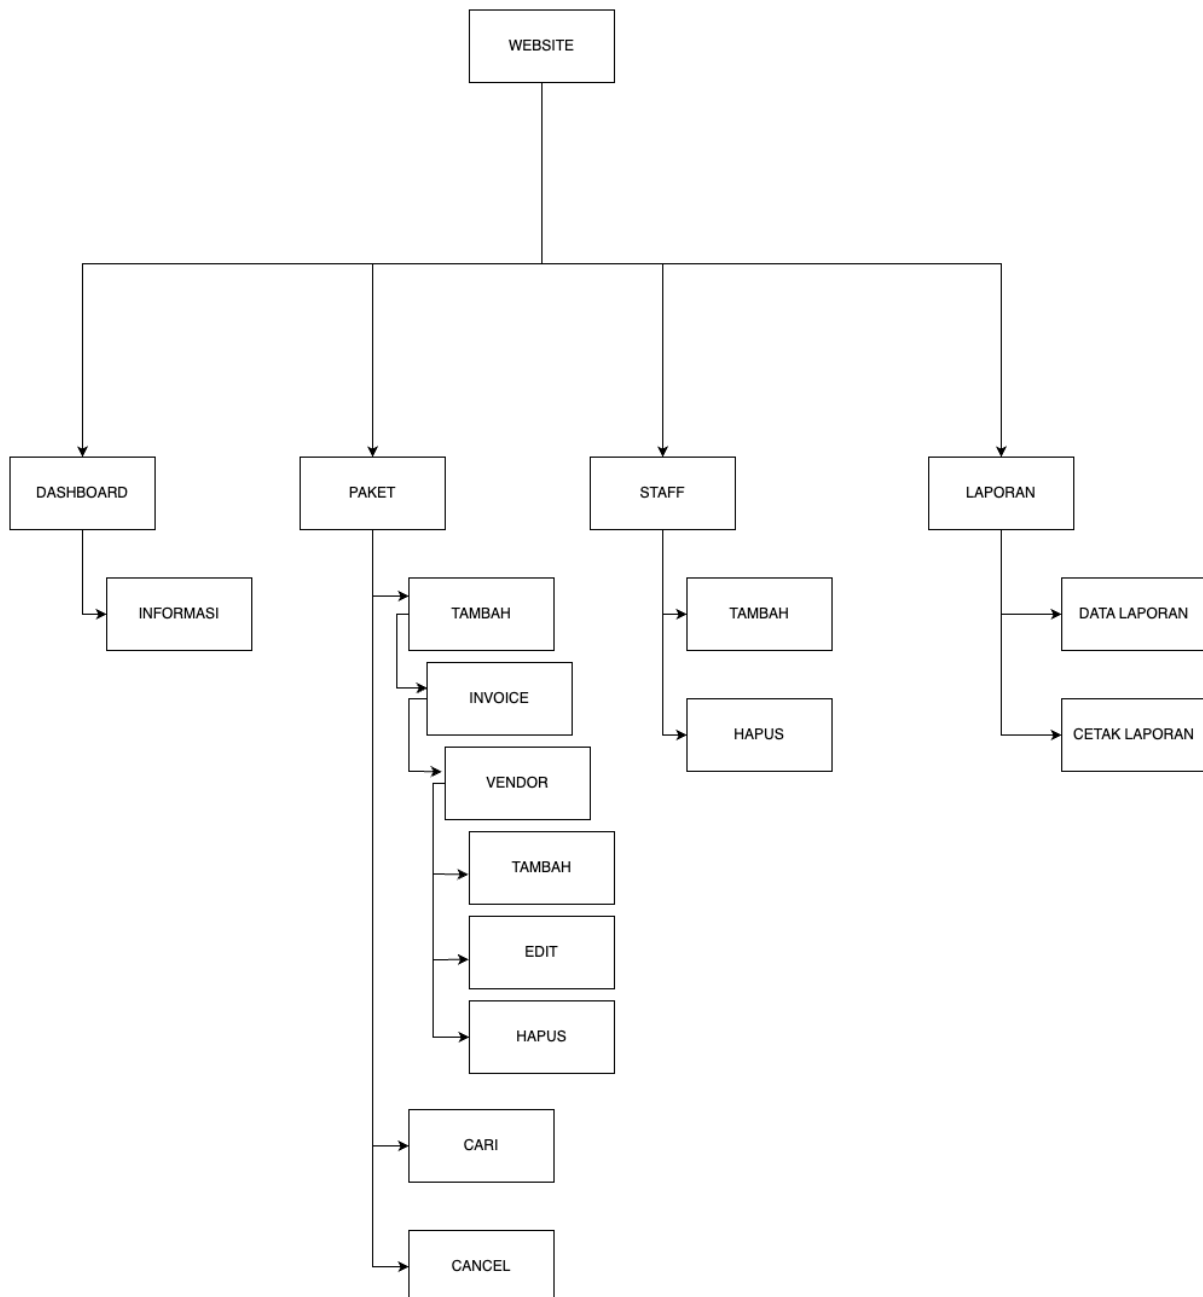 WEBSITE
DASHBOARD
PAKET
STAFF
LAPORAN
INFORMASI
TAMBAH
TAMBAH
DATA LAPORAN
INVOICE
HAPUS
CETAK LAPORAN
VENDOR
TAMBAH
EDIT
HAPUS
CARI
CANCEL